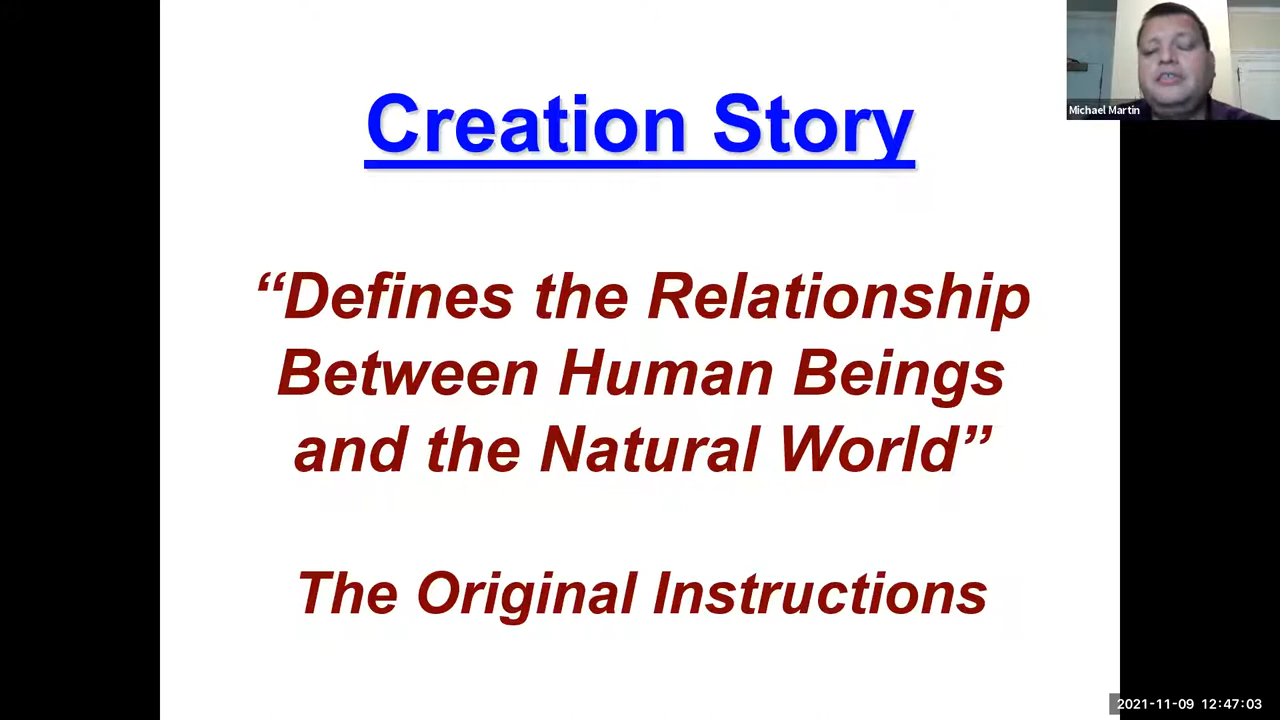 Creation Story
“Defines the Relationship
Between Human Beings
and the Natural World”
The Original Instructions
Michael Martin
2021-11-09 12:47:03